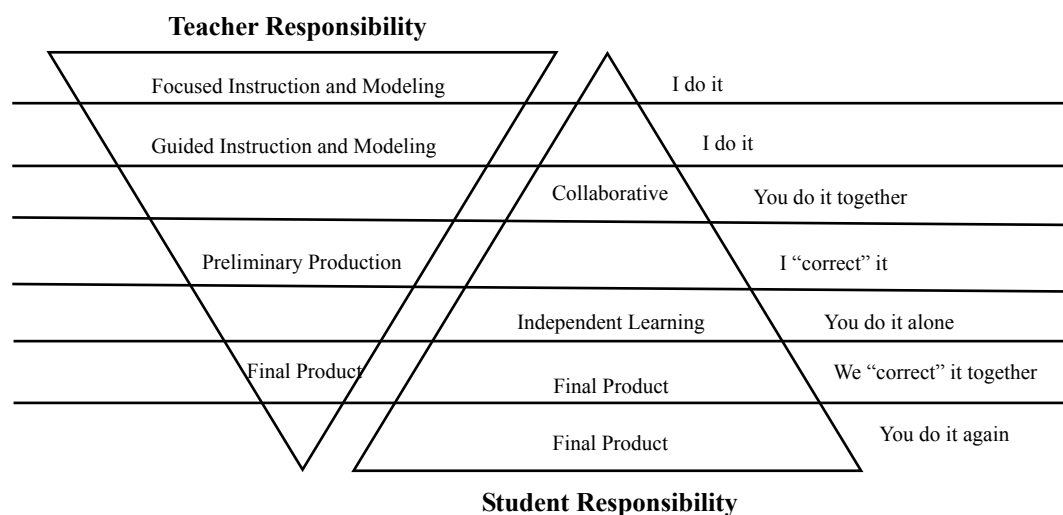 Teacher Responsibility
Focused Instruction and Modeling
I do it
Guided Instruction and Modeling
I do it
Collaborative
You do it together
Preliminary Production
I “correct” it
Independent Learning
You do it alone
Final Product
Final Product
We “correct” it together
Final Product
You do it again
Student Responsibility